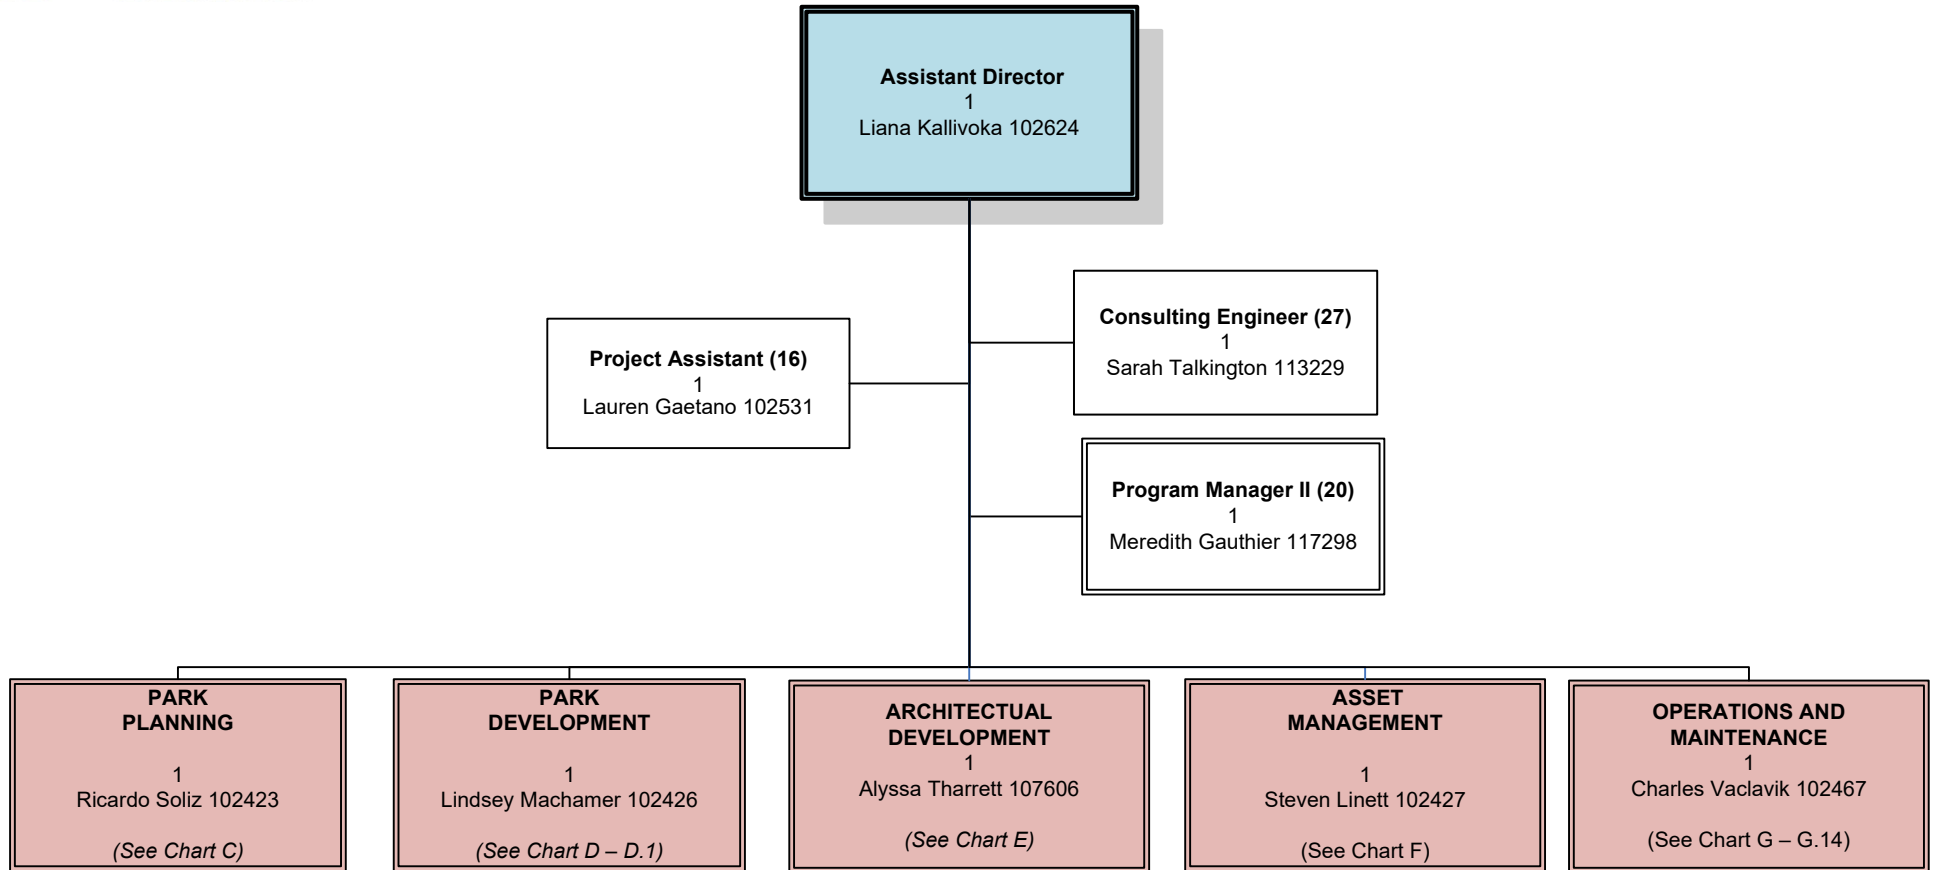 Assistant Director
1
Liana Kallivoka 102624
Consulting Engineer (27)
1
Sarah Talkington 113229
Project Assistant (16)
1
Lauren Gaetano 102531
Program Manager II (20)
1
Meredith Gauthier 117298
PARK
PLANNING
1
Ricardo Soliz 102423
(See Chart C)
PARK
DEVELOPMENT
1
Lindsey Machamer 102426
(See Chart D – D.1)
ARCHITECTUAL
DEVELOPMENT
1
Alyssa Tharrett 107606
(See Chart E)
ASSET
MANAGEMENT
1
Steven Linett 102427
(See Chart F)
OPERATIONS AND
MAINTENANCE
1
Charles Vaclavik 102467
(See Chart G – G.14)